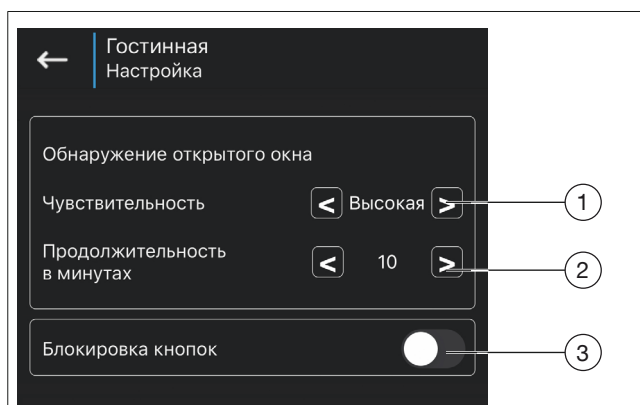 Гостинная
Настройка
Обнаружение открытого окна
Чувствительность < Высокая > 1
Продолжительность
в минутах < 10 > 2
Блокировка кнопок 3